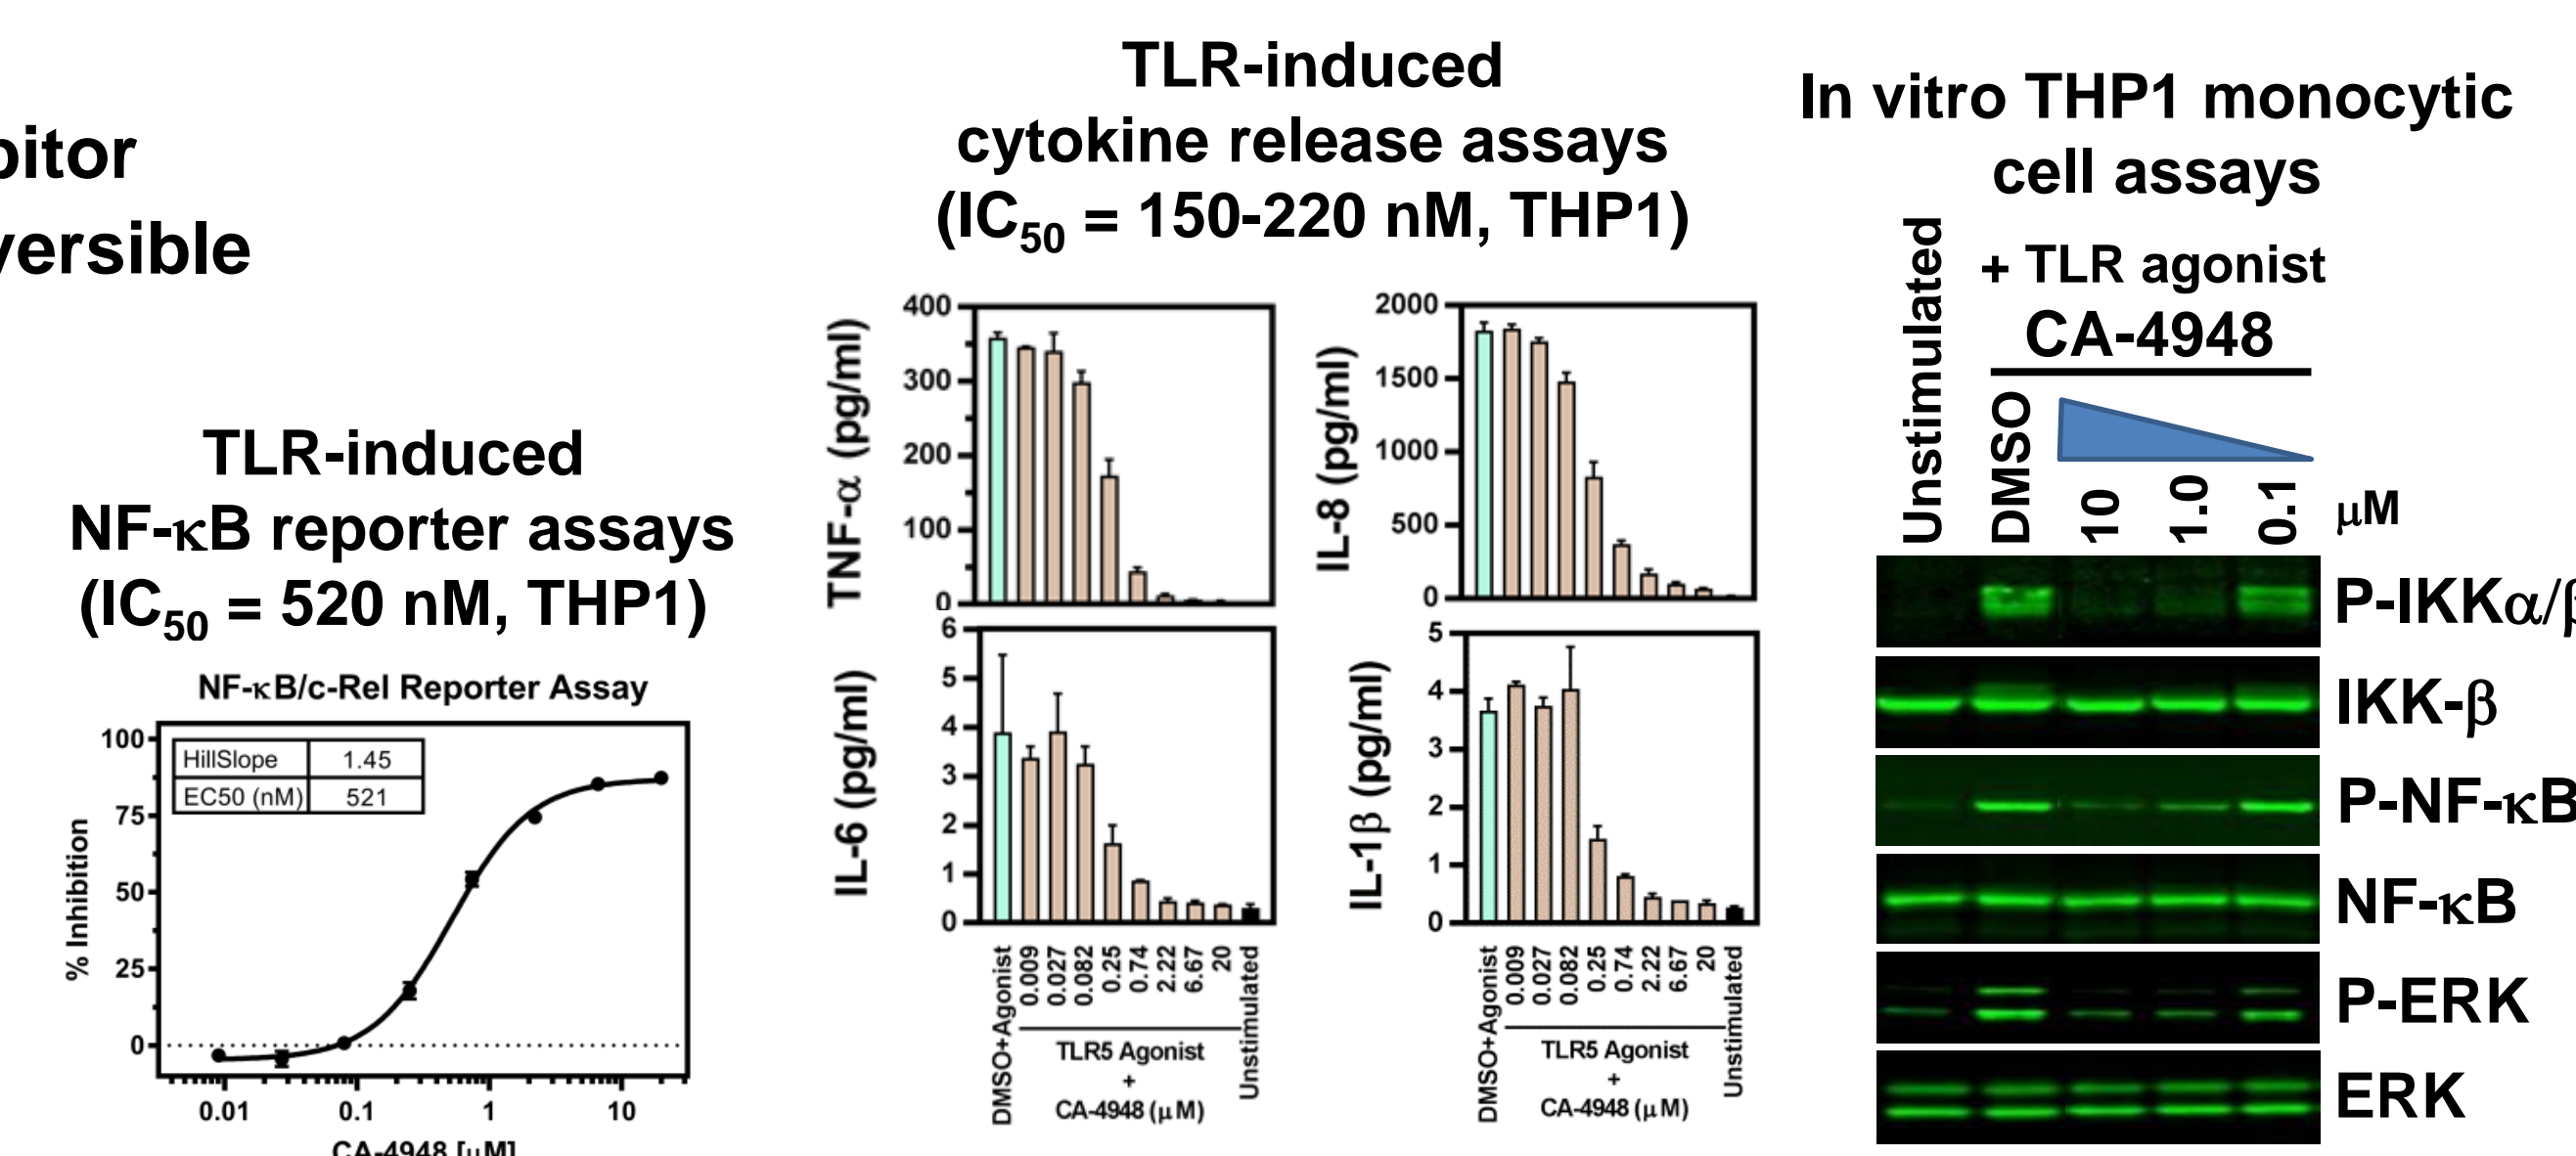 TLR-induced
NF-κB reporter assays
(IC50 = 520 nM, THP1)
NF-κB/c-Rel Reporter Assay
HillSlope 1.45
EC50 (nM) 521
% Inhibition
100
75
50
25
0
0.01 0.1 1 10
CA-4948 [μM]
TLR-induced
cytokine release assays
(IC50 = 150-220 nM, THP1)
TNF-α (pg/ml)
400
300
200
100
0
IL-8 (pg/ml)
2000
1500
1000
500
0
IL-6 (pg/ml)
6
5
4
3
2
1
0
DMSO+Agonist 0.009 0.027 0.082 0.25 0.74 2.22 6.67 20 Unstimulated
TLR5 Agonist
+
CA-4948 (μM)
IL-1β (pg/ml)
5
4
3
2
1
0
DMSO+Agonist 0.009 0.027 0.082 0.25 0.74 2.22 6.67 20 Unstimulated
TLR5 Agonist
+
CA-4948 (μM)
In vitro THP1 monocytic
cell assays
+ TLR agonist
CA-4948
Unstimulated DMSO 10 1.0 0.1 μM
P-IKKα/β
IKK-β
P-NF-κB
NF-κB
P-ERK
ERK